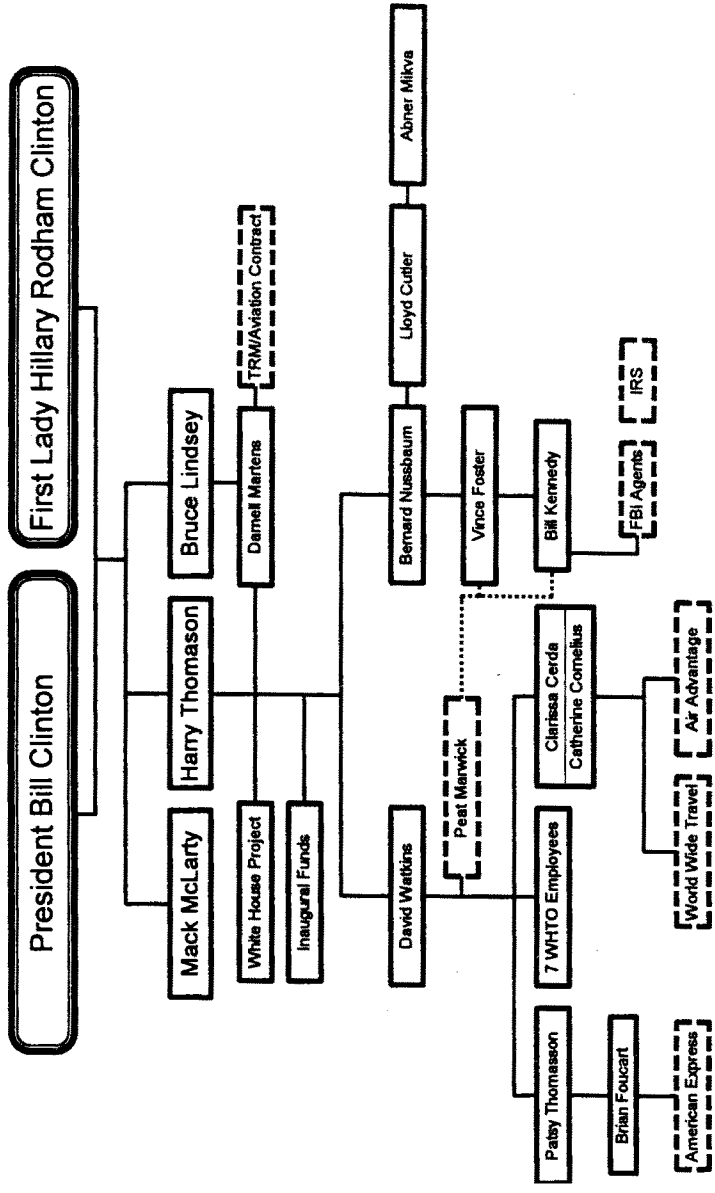 President Bill Clinton
First Lady Hillary Rodham Clinton
Mack McLarty
Harry Thomason
Bruce Lindsey
White House Project
Darnell Martens
TRM/Aviation Contract
Inaugural Funds
David Watkins
Bernard Nussbaum
Lloyd Cutler
Abner Mikva
Peat Marwick
Vince Foster
Patsy Thomasson
7 WHTO Employees
Clarissa Cerda
Catherine Cornelius
Bill Kennedy
Brian Foucart
FBI Agents
IRS
American Express
World Wide Travel
Air Advantage